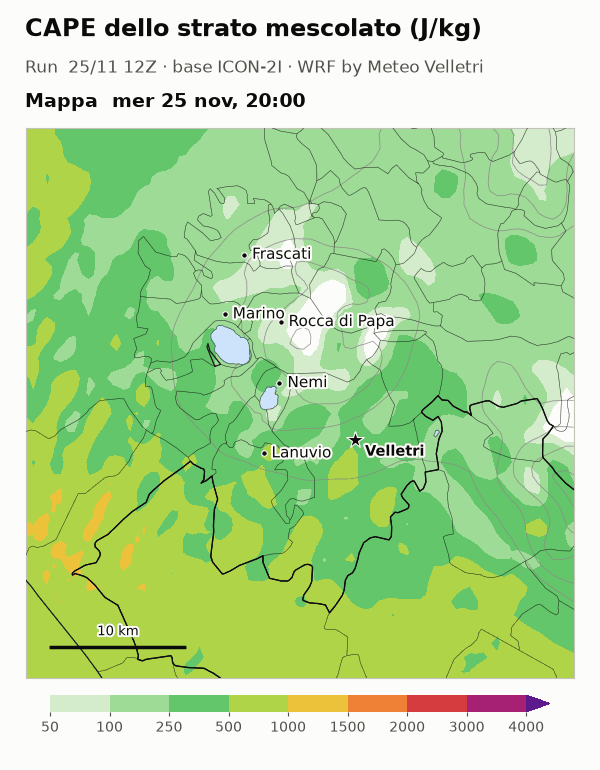 CAPE dello strato mescolato (J/kg)
Run  25/11 12Z · base ICON-2I · WRF by Meteo Velletri
Mappa  mer 25 nov, 20:00
Frascati
Marino
Rocca di Papa
Nemi
Velletri
Lanuvio
10 km
50 100 250 500 1000 1500 2000 3000 4000